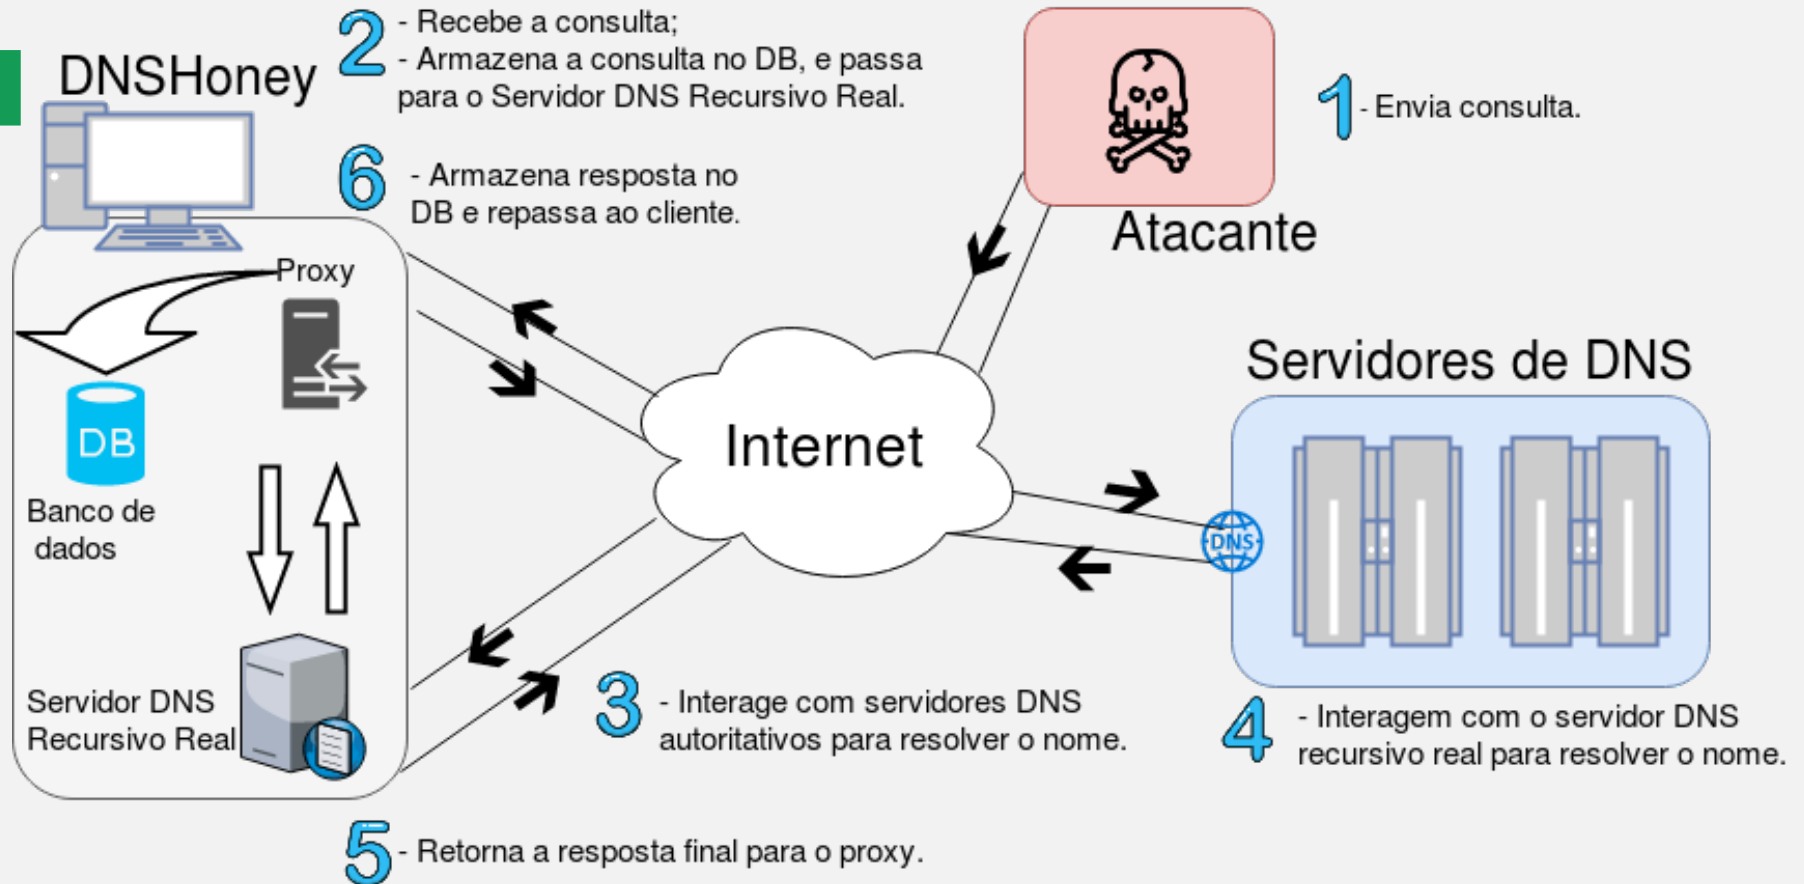 DNSHoney
2
- Recebe a consulta;
- Armazena a consulta no DB, e passa
para o Servidor DNS Recursivo Real.
6
- Armazena resposta no
DB e repassa ao cliente.
1
- Envia consulta.
Atacante
Proxy
DB
Banco de
dados
Servidor DNS
Recursivo Real
Internet
Servidores de DNS
DNS
3
- Interage com servidores DNS
autoritativos para resolver o nome.
4
- Interagem com o servidor DNS
recursivo real para resolver o nome.
5
- Retorna a resposta final para o proxy.